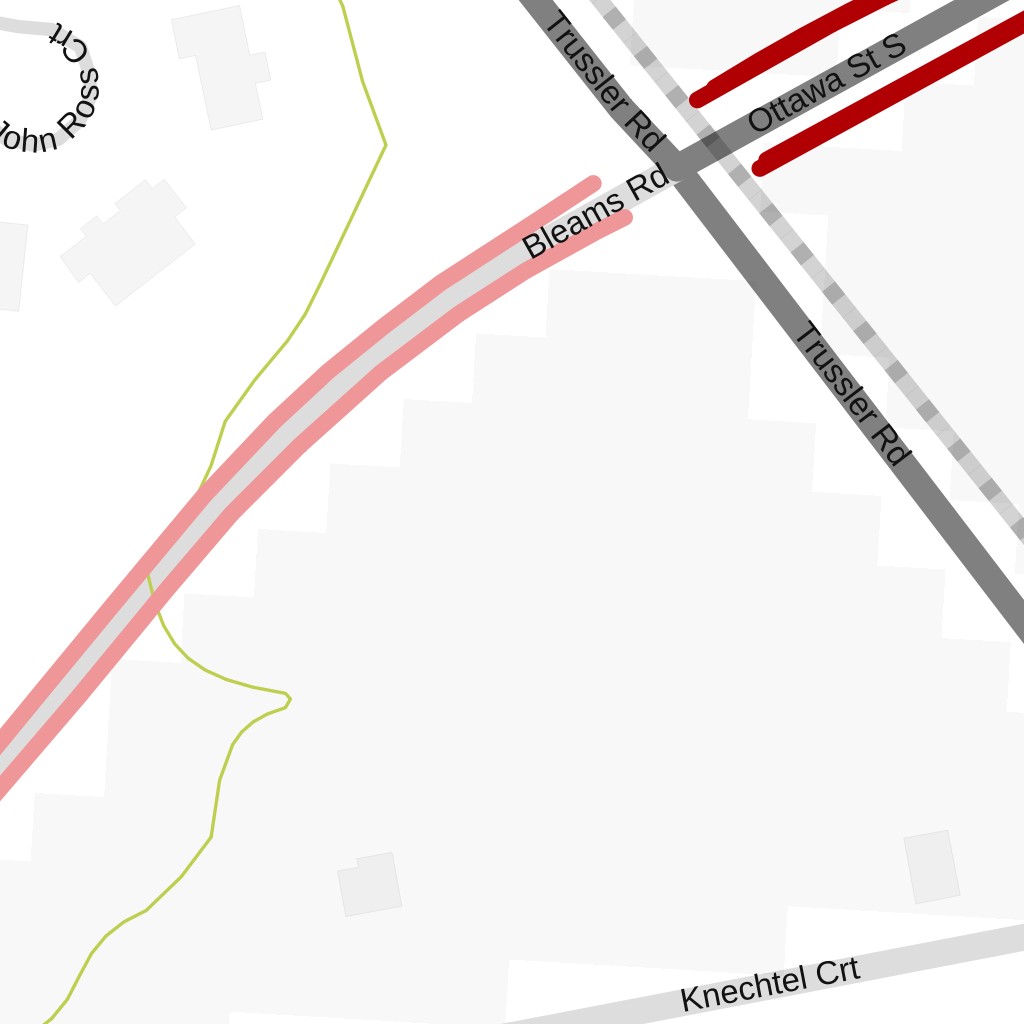 John Ross Crt
Trussler Rd
Ottawa St S
Bleams Rd
Trussler Rd
Knechtel Crt